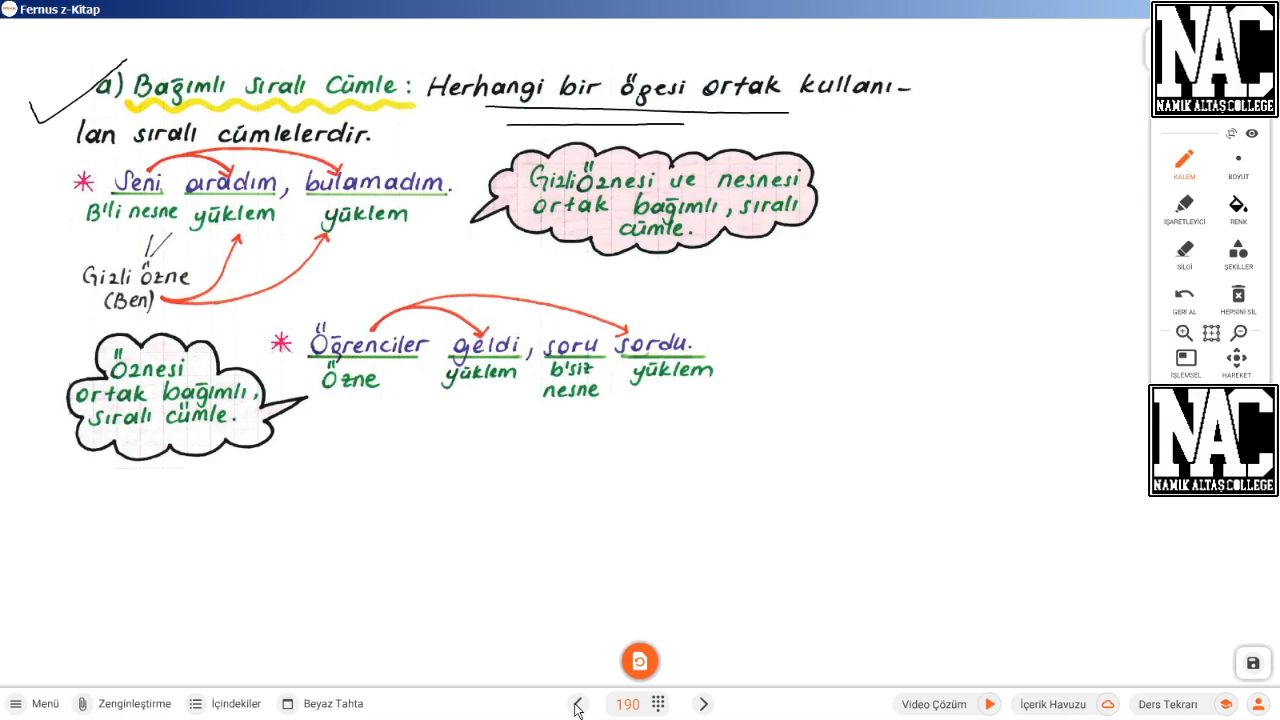 Fernus z-Kitap
a) Bağımlı Sıralı Cümle: Herhangi bir ögesi ortak kullanı-
lan sıralı cümlelerdir.
* Seni aradım, bulamadım.
B'li nesne yüklem yüklem
Gizli Özne
(Ben)
Gizli Öznesi ve nesnesi
ortak bağımlı, sıralı
cümle.
* Öğrenciler geldi, soru sordu.
Özne yüklem b'siz nesne yüklem
Öznesi
ortak bağımlı,
sıralı cümle.
NAC
NAMIK ALTAŞ COLLEGE
KALEM BOYUT
İŞARETLEYİCİ RENK
SİLGİ ŞEKİLLER
GERİ AL HEPSİNİ SİL
İŞLEMSEL HAREKET
NAC
NAMIK ALTAŞ COLLEGE
Menü Zenginleştirme İçindekiler Beyaz Tahta 190 Video Çözüm İçerik Havuzu Ders Tekrarı